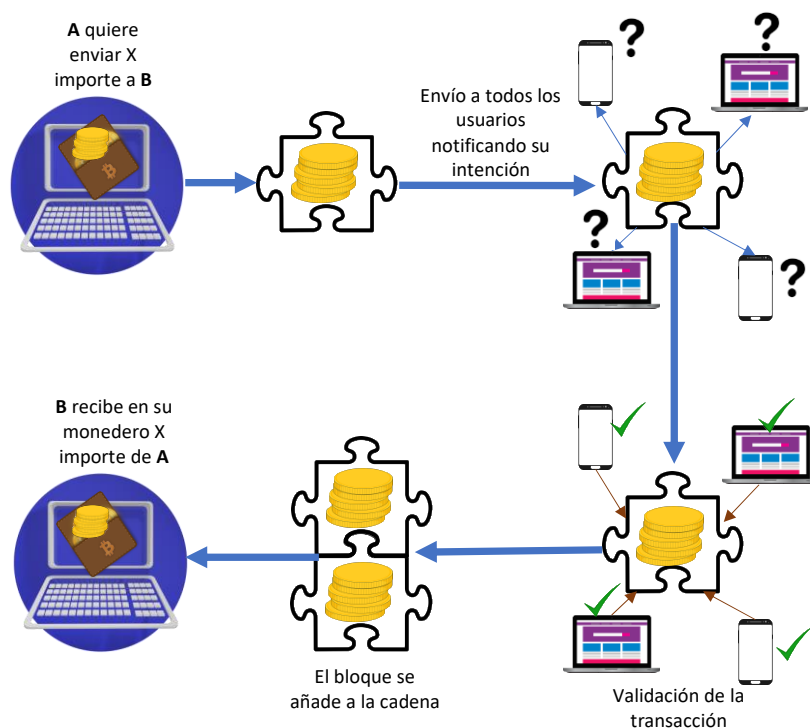 A quiere
enviar X
importe a B
Envío a todos los
usuarios
notificando su
intención
?
?
?
?
B recibe en su
monedero X
importe de A
El bloque se
añade a la cadena
Validación de la
transacción